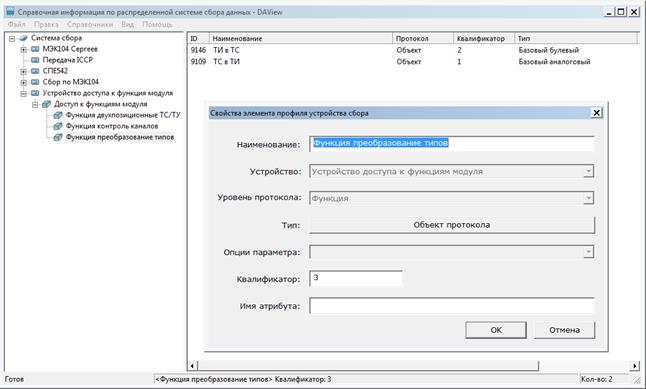 Справочная информация по распределенной системе сбора данных - DAView
Файл Правка Справочники Вид Помощь
Система сбора
МЭК104 Сергеев
Передача ICCP
СПЕ542
Сбор по МЭК104
Устройство доступа к функция модуля
Доступ к функциям модуля
Функция двухпозиционные ТС/ТУ
Функция контроль каналов
Функция преобразование типов
ID Наименование Протокол Квалификатор Тип
9146 ТИ в ТС Объект 2 Базовый булевый
9109 ТС в ТИ Объект 1 Базовый аналоговый
Свойства элемента профиля устройства сбора
Наименование: Функция преобразование типов
Устройство: Устройство доступа к функциям модуля
Уровень протокола: Функция
Тип: Объект протокола
Опции параметра:
Квалификатор: 3
Имя атрибута:
ОК Отмена
Готово <Функция преобразование типов> Квалификатор: 3 Кол-во: 2